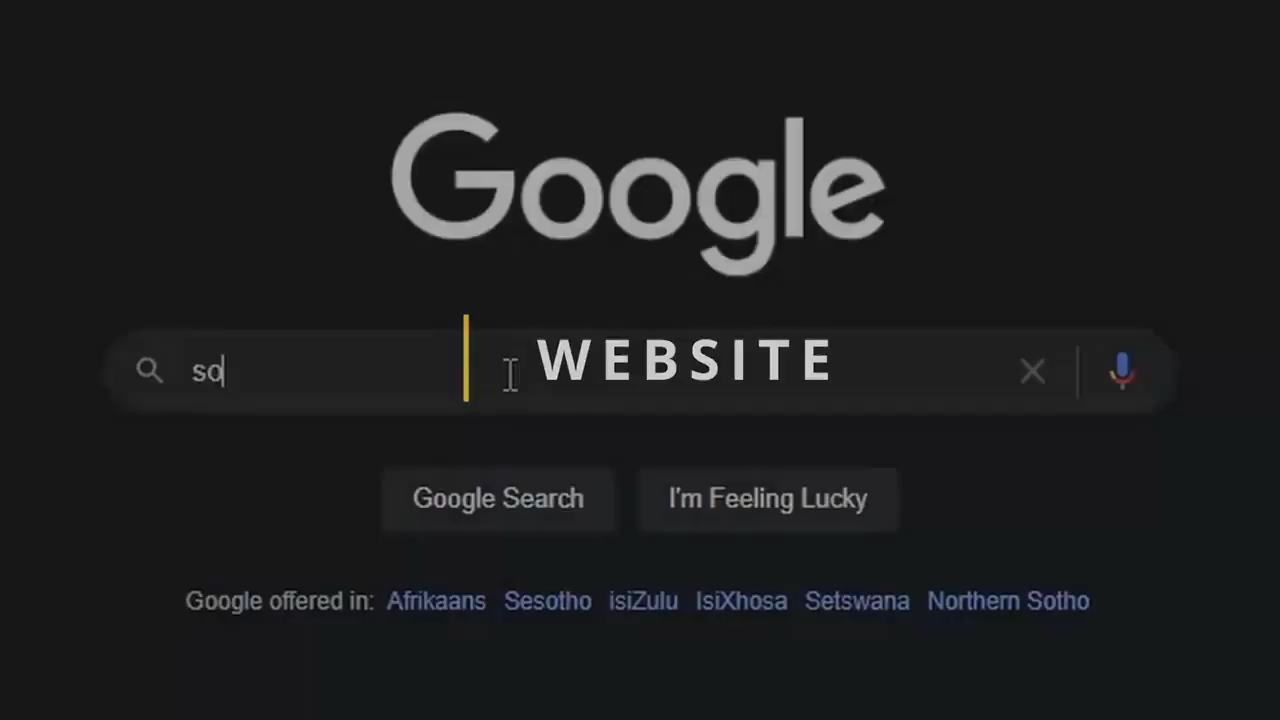 Google
so
WEBSITE
Google Search
I'm Feeling Lucky
Google offered in: Afrikaans Sesotho isiZulu IsiXhosa Setswana Northern Sotho